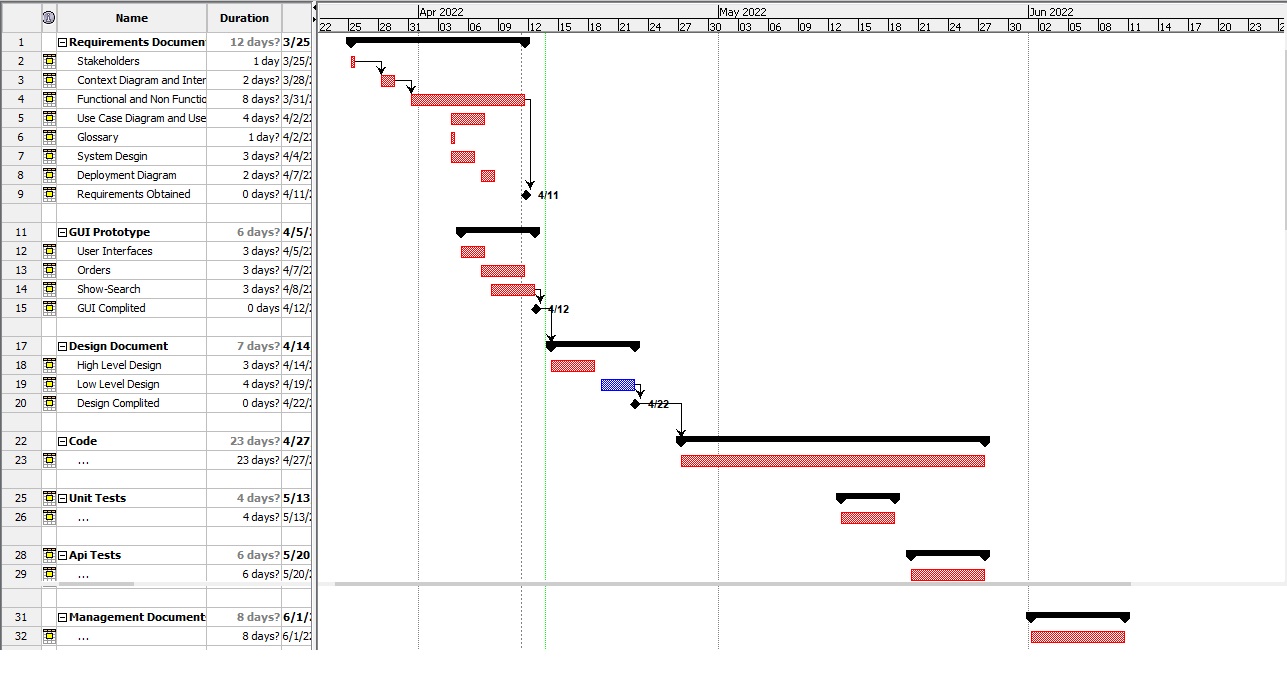 Name Duration
Apr 2022 May 2022 Jun 2022
22 25 28 31 03 06 09 12 15 18 21 24 27 30 03 06 09 12 15 18 21 24 27 30 02 05 08 11 14 17 20 23 2
1 Requirements Documen 12 days? 3/25
2 Stakeholders 1 day 3/25/
3 Context Diagram and Inter 2 days? 3/28/
4 Functional and Non Functio 8 days? 3/31/
5 Use Case Diagram and Use 4 days? 4/2/2
6 Glossary 1 day? 4/2/2
7 System Desgin 3 days? 4/4/2
8 Deployment Diagram 2 days? 4/7/2
9 Requirements Obtained 0 days? 4/11/ 4/11
11 GUI Prototype 6 days? 4/5/
12 User Interfaces 3 days? 4/5/2
13 Orders 3 days? 4/7/2
14 Show-Search 3 days? 4/8/2
15 GUI Complited 0 days 4/12/ 4/12
17 Design Document 7 days? 4/14
18 High Level Design 3 days? 4/14/
19 Low Level Design 4 days? 4/19/
20 Design Complited 0 days? 4/22/ 4/22
22 Code 23 days? 4/27
23 ... 23 days? 4/27/
25 Unit Tests 4 days? 5/13
26 ... 4 days? 5/13/
28 Api Tests 6 days? 5/20
29 ... 6 days? 5/20/
31 Management Document 8 days? 6/1/
32 ... 8 days? 6/1/2